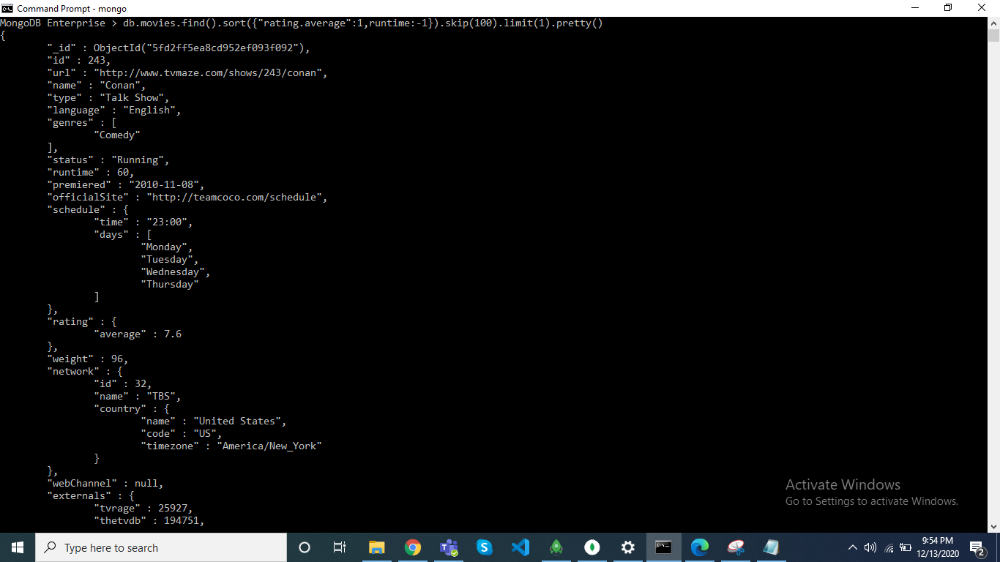 Command Prompt - mongo
MongoDB Enterprise > db.movies.find().sort({"rating.average":1,runtime:-1}).skip(100).limit(1).pretty()
{
        "_id" : ObjectId("5fd2ff5ea8cd952ef093f092"),
        "id" : 243,
        "url" : "http://www.tvmaze.com/shows/243/conan",
        "name" : "Conan",
        "type" : "Talk Show",
        "language" : "English",
        "genres" : [
                "Comedy"
        ],
        "status" : "Running",
        "runtime" : 60,
        "premiered" : "2010-11-08",
        "officialSite" : "http://teamcoco.com/schedule",
        "schedule" : {
                "time" : "23:00",
                "days" : [
                        "Monday",
                        "Tuesday",
                        "Wednesday",
                        "Thursday"
                ]
        },
        "rating" : {
                "average" : 7.6
        },
        "weight" : 96,
        "network" : {
                "id" : 32,
                "name" : "TBS",
                "country" : {
                        "name" : "United States",
                        "code" : "US",
                        "timezone" : "America/New_York"
                }
        },
        "webChannel" : null,
        "externals" : {
                "tvrage" : 25927,
                "thetvdb" : 194751,
Activate Windows
Go to Settings to activate Windows.
Type here to search
9:54 PM
12/13/2020
2